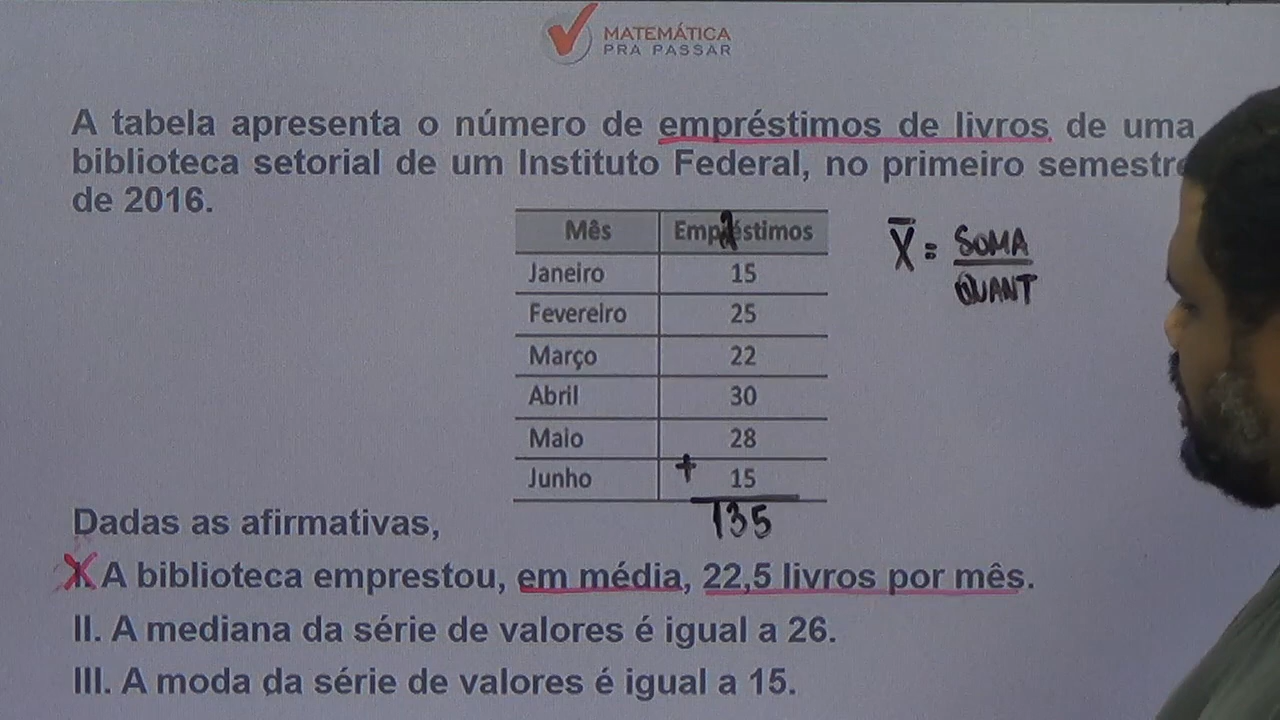 MATEMÁTICA
PRA PASSAR
A tabela apresenta o número de empréstimos de livros de uma
biblioteca setorial de um Instituto Federal, no primeiro semestre
de 2016.
Mês Empréstimos
Janeiro 15
Fevereiro 25
Março 22
Abril 30
Maio 28
Junho + 15
135
X̄ = SOMA
QUANT
Dadas as afirmativas,
I. A biblioteca emprestou, em média, 22,5 livros por mês.
II. A mediana da série de valores é igual a 26.
III. A moda da série de valores é igual a 15.